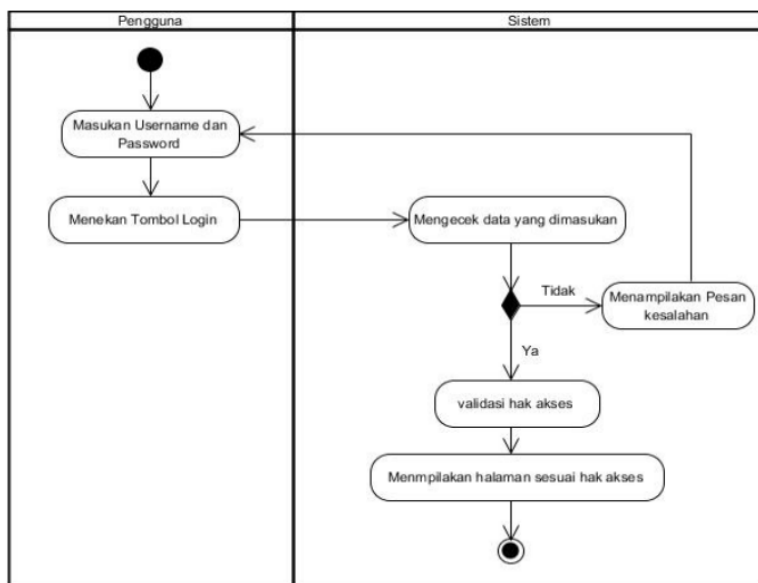 Pengguna
Sistem
Masukan Username dan
Password
Menekan Tombol Login
Mengecek data yang dimasukan
Tidak
Menampilakan Pesan
kesalahan
Ya
validasi hak akses
Menmpilakan halaman sesuai hak akses